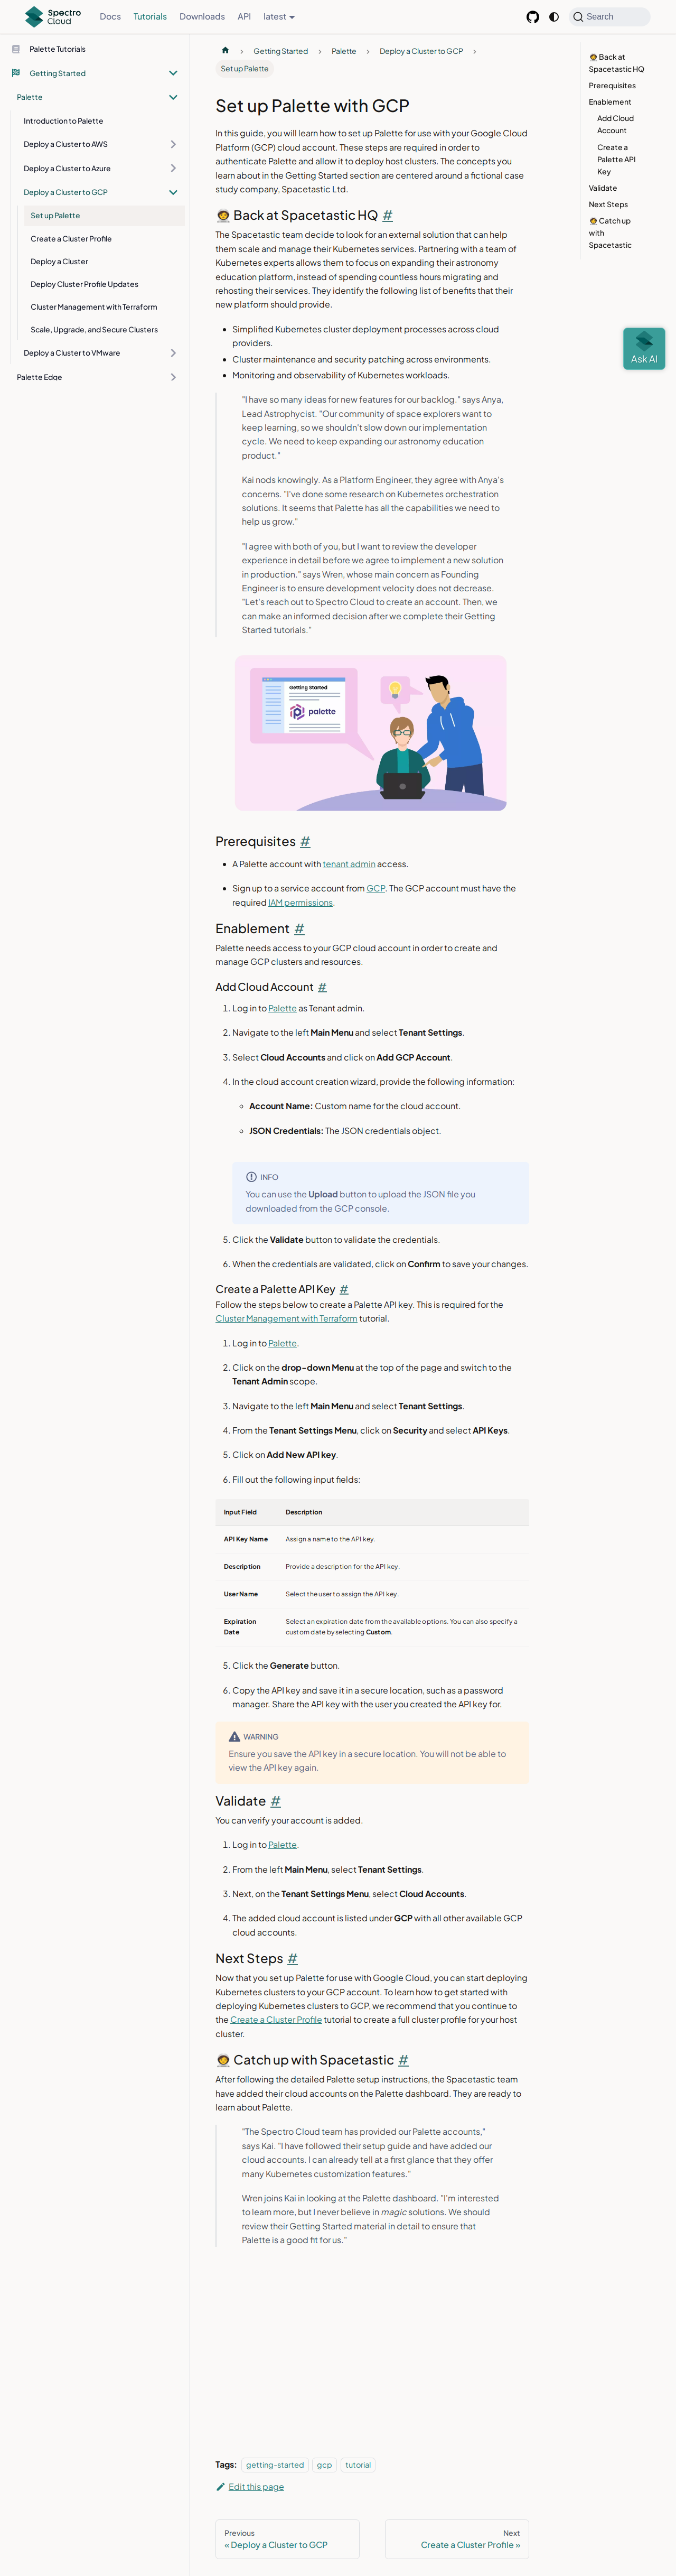 Spectro Cloud
Docs
Tutorials
Downloads
API
latest
Search
Palette Tutorials
Getting Started
Palette
Introduction to Palette
Deploy a Cluster to AWS
Deploy a Cluster to Azure
Deploy a Cluster to GCP
Set up Palette
Create a Cluster Profile
Deploy a Cluster
Deploy Cluster Profile Updates
Cluster Management with Terraform
Scale, Upgrade, and Secure Clusters
Deploy a Cluster to VMware
Palette Edge
Getting Started > Palette > Deploy a Cluster to GCP >
Set up Palette
Set up Palette with GCP
In this guide, you will learn how to set up Palette for use with your Google Cloud
Platform (GCP) cloud account. These steps are required in order to
authenticate Palette and allow it to deploy host clusters. The concepts you
learn about in the Getting Started section are centered around a fictional case
study company, Spacetastic Ltd.
🧑‍🚀 Back at Spacetastic HQ #
The Spacetastic team decide to look for an external solution that can help
them scale and manage their Kubernetes services. Partnering with a team of
Kubernetes experts allows them to focus on expanding their astronomy
education platform, instead of spending countless hours migrating and
rehosting their services. They identify the following list of benefits that their
new platform should provide.
• Simplified Kubernetes cluster deployment processes across cloud
providers.
• Cluster maintenance and security patching across environments.
• Monitoring and observability of Kubernetes workloads.
"I have so many ideas for new features for our backlog." says Anya,
Lead Astrophycist. "Our community of space explorers want to
keep learning, so we shouldn't slow down our implementation
cycle. We need to keep expanding our astronomy education
product."
Kai nods knowingly. As a Platform Engineer, they agree with Anya's
concerns. "I've done some research on Kubernetes orchestration
solutions. It seems that Palette has all the capabilities we need to
help us grow."
"I agree with both of you, but I want to review the developer
experience in detail before we agree to implement a new solution
in production." says Wren, whose main concern as Founding
Engineer is to ensure development velocity does not decrease.
"Let's reach out to Spectro Cloud to create an account. Then, we
can make an informed decision after we complete their Getting
Started tutorials."
Getting Started
palette
Prerequisites #
• A Palette account with tenant admin access.
• Sign up to a service account from GCP. The GCP account must have the
required IAM permissions.
Enablement #
Palette needs access to your GCP cloud account in order to create and
manage GCP clusters and resources.
Add Cloud Account #
1. Log in to Palette as Tenant admin.
2. Navigate to the left Main Menu and select Tenant Settings.
3. Select Cloud Accounts and click on Add GCP Account.
4. In the cloud account creation wizard, provide the following information:
◦ Account Name: Custom name for the cloud account.
◦ JSON Credentials: The JSON credentials object.
INFO
You can use the Upload button to upload the JSON file you
downloaded from the GCP console.
5. Click the Validate button to validate the credentials.
6. When the credentials are validated, click on Confirm to save your changes.
Create a Palette API Key #
Follow the steps below to create a Palette API key. This is required for the
Cluster Management with Terraform tutorial.
1. Log in to Palette.
2. Click on the drop-down Menu at the top of the page and switch to the
Tenant Admin scope.
3. Navigate to the left Main Menu and select Tenant Settings.
4. From the Tenant Settings Menu, click on Security and select API Keys.
5. Click on Add New API key.
6. Fill out the following input fields:
Input Field Description
API Key Name Assign a name to the API key.
Description Provide a description for the API key.
User Name Select the user to assign the API key.
Expiration Date Select an expiration date from the available options. You can also specify a
custom date by selecting Custom.
5. Click the Generate button.
6. Copy the API key and save it in a secure location, such as a password
manager. Share the API key with the user you created the API key for.
WARNING
Ensure you save the API key in a secure location. You will not be able to
view the API key again.
Validate #
You can verify your account is added.
1. Log in to Palette.
2. From the left Main Menu, select Tenant Settings.
3. Next, on the Tenant Settings Menu, select Cloud Accounts.
4. The added cloud account is listed under GCP with all other available GCP
cloud accounts.
Next Steps #
Now that you set up Palette for use with Google Cloud, you can start deploying
Kubernetes clusters to your GCP account. To learn how to get started with
deploying Kubernetes clusters to GCP, we recommend that you continue to
the Create a Cluster Profile tutorial to create a full cluster profile for your host
cluster.
🧑‍🚀 Catch up with Spacetastic #
After following the detailed Palette setup instructions, the Spacetastic team
have added their cloud accounts on the Palette dashboard. They are ready to
learn about Palette.
"The Spectro Cloud team has provided our Palette accounts,"
says Kai. "I have followed their setup guide and have added our
cloud accounts. I can already tell at a first glance that they offer
many Kubernetes customization features."
Wren joins Kai in looking at the Palette dashboard. "I'm interested
to learn more, but I never believe in magic solutions. We should
review their Getting Started material in detail to ensure that
Palette is a good fit for us."
Tags: getting-started gcp tutorial
Edit this page
Previous
« Deploy a Cluster to GCP
Next
Create a Cluster Profile »
🧑‍🚀 Back at
Spacetastic HQ
Prerequisites
Enablement
Add Cloud
Account
Create a
Palette API
Key
Validate
Next Steps
🧑‍🚀 Catch up
with
Spacetastic
Ask AI